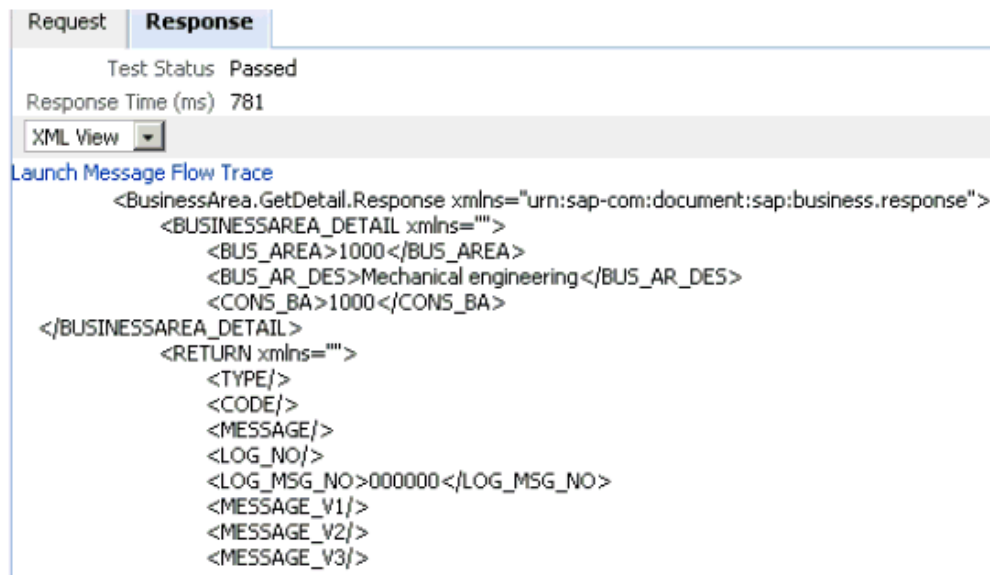 Request Response
Test Status Passed
Response Time (ms) 781
XML View
Launch Message Flow Trace
<BusinessArea.GetDetail.Response xmlns="urn:sap-com:document:sap:business.response">
<BUSINESSAREA_DETAIL xmlns="">
<BUS_AREA>1000</BUS_AREA>
<BUS_AR_DES>Mechanical engineering</BUS_AR_DES>
<CONS_BA>1000</CONS_BA>
</BUSINESSAREA_DETAIL>
<RETURN xmlns="">
<TYPE/>
<CODE/>
<MESSAGE/>
<LOG_NO/>
<LOG_MSG_NO>000000</LOG_MSG_NO>
<MESSAGE_V1/>
<MESSAGE_V2/>
<MESSAGE_V3/>